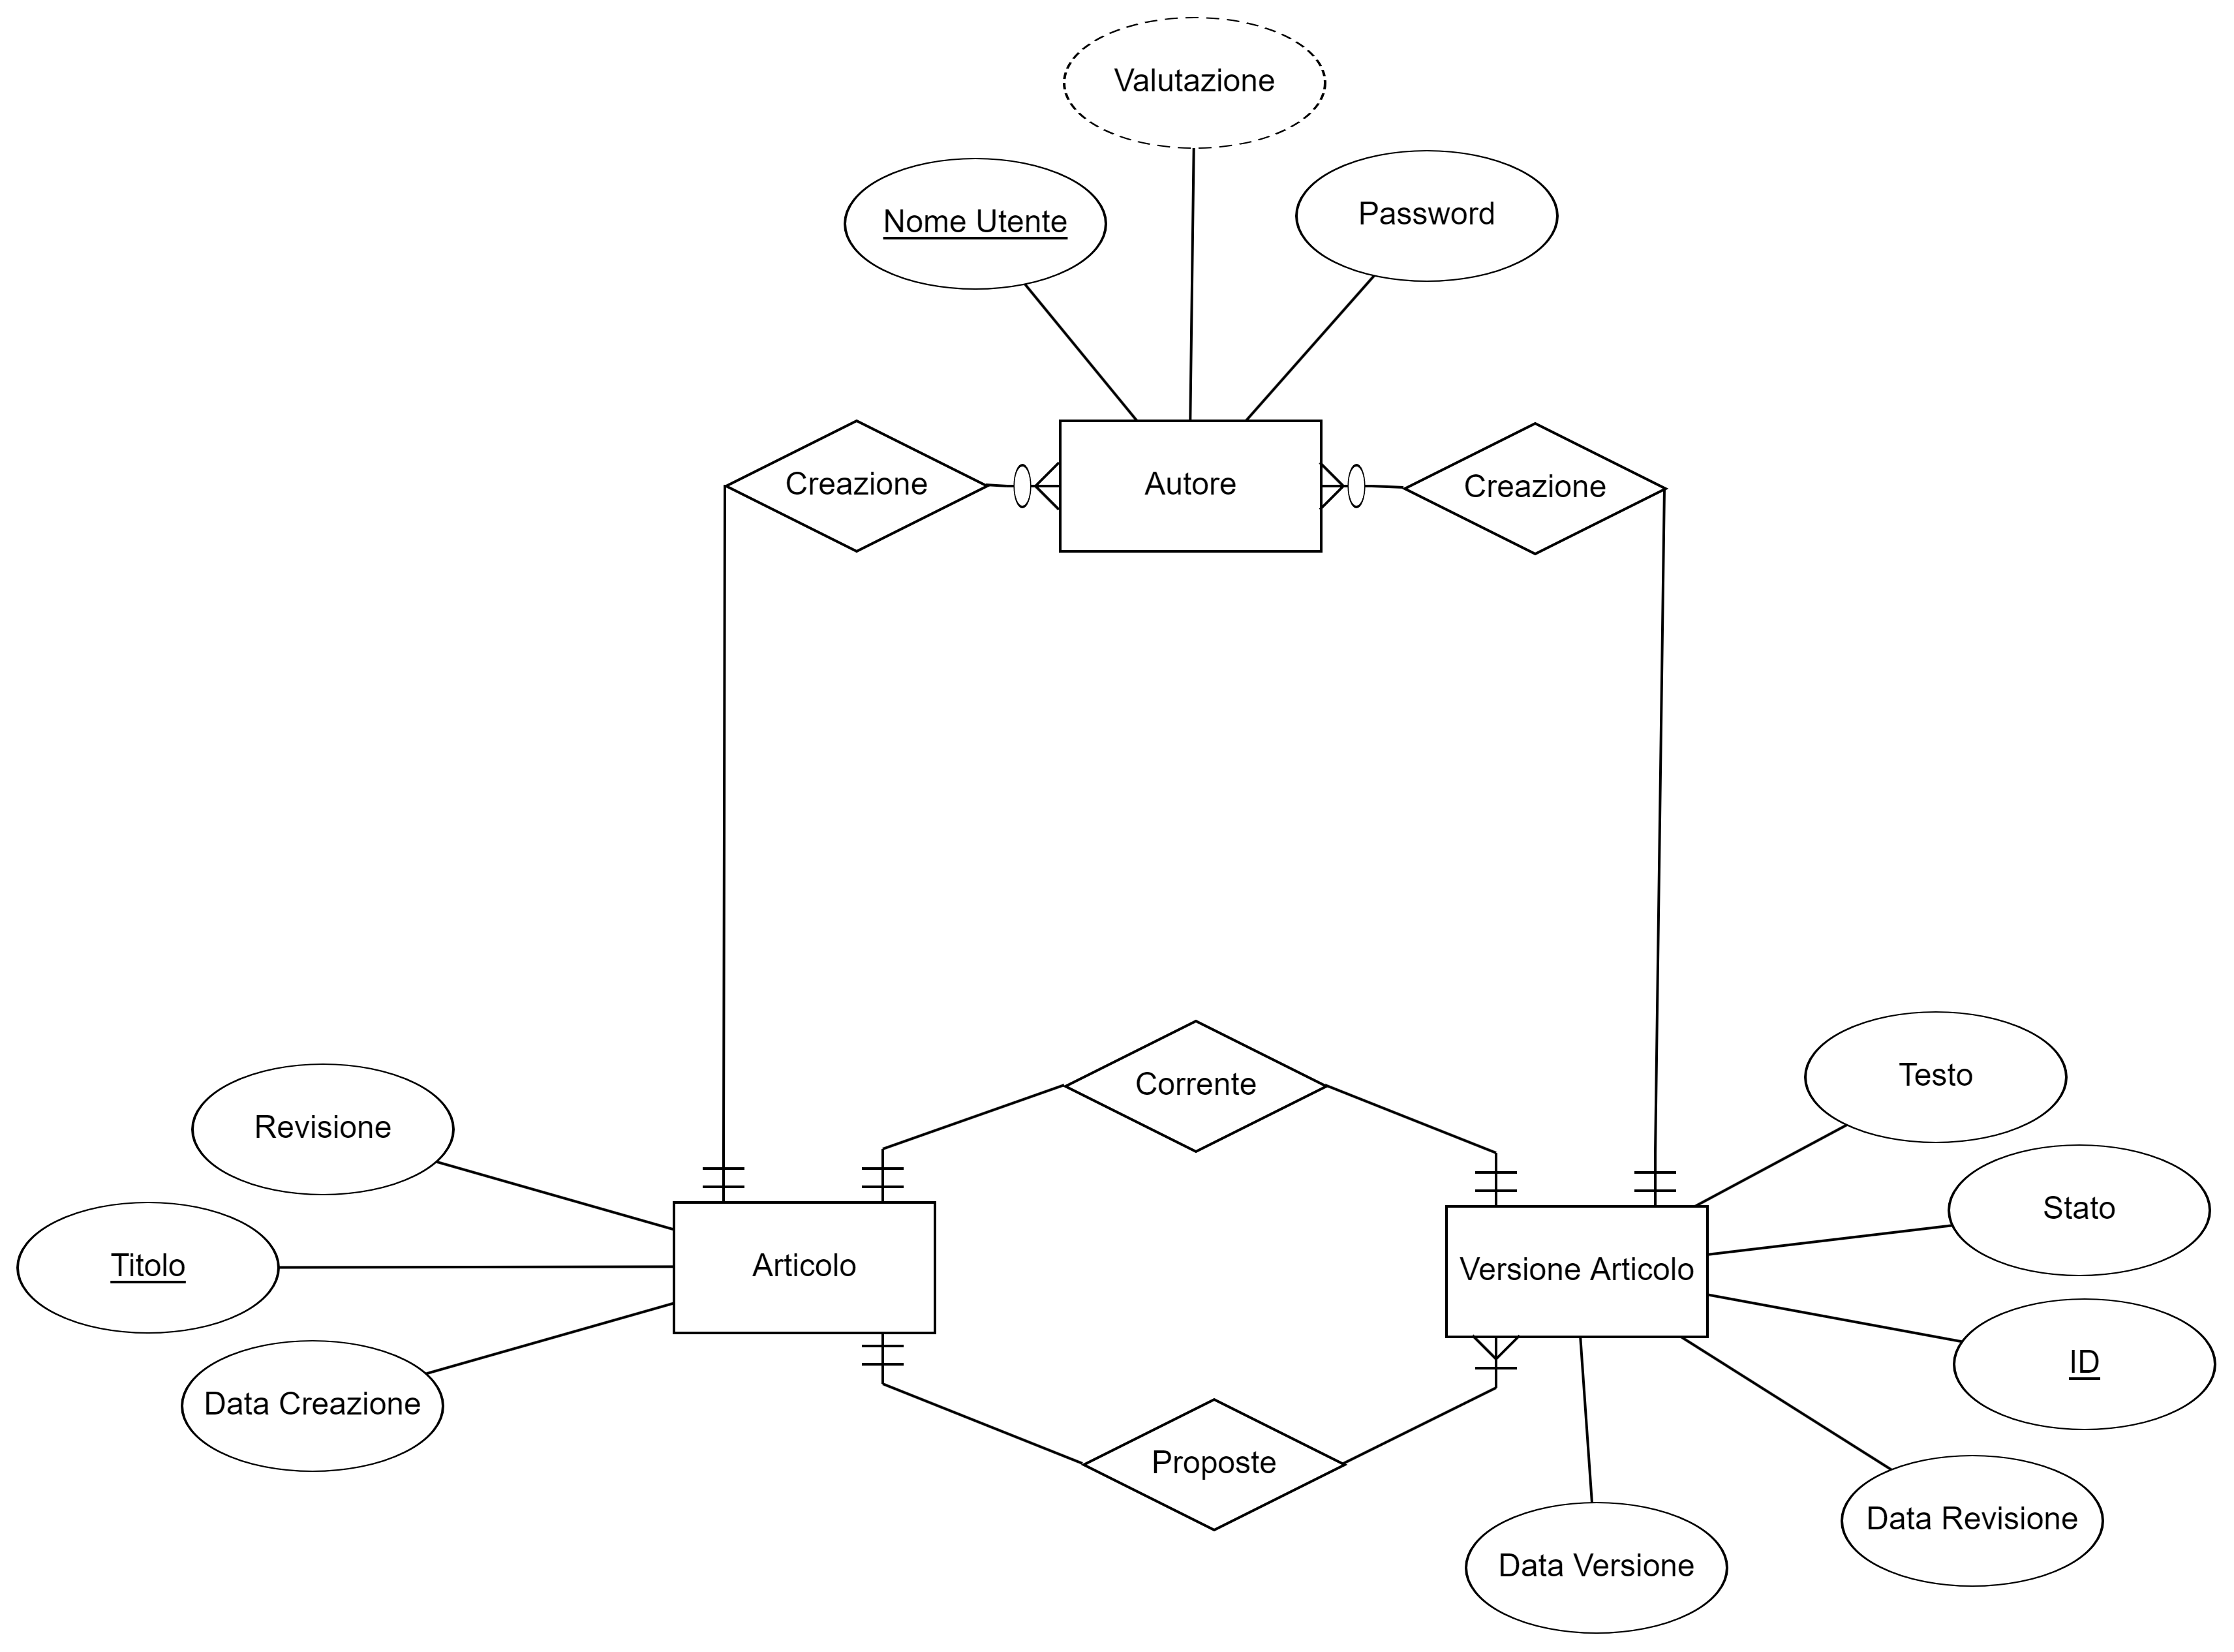 Valutazione
Nome Utente
Password
Creazione
Autore
Creazione
Corrente
Testo
Revisione
Stato
Titolo
Articolo
Versione Articolo
ID
Data Creazione
Proposte
Data Revisione
Data Versione